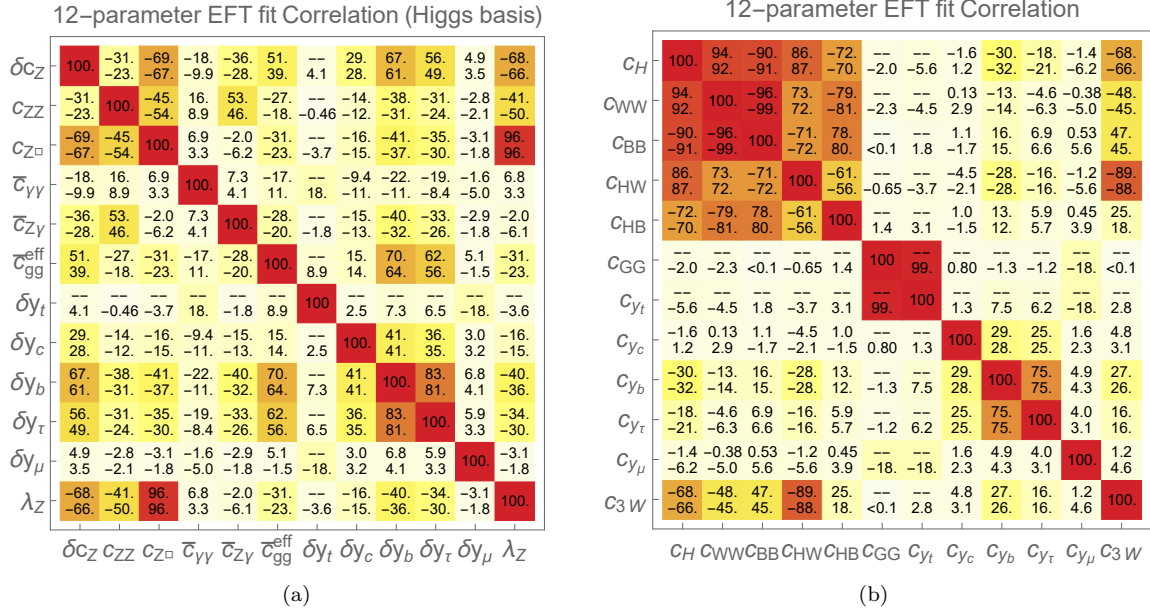 12−parameter EFT fit Correlation (Higgs basis)
δc_Z 100. −31. −69. −18. −36. 51. −− 29. 67. 56. 4.9 −68.
−23. −67. −9.9 −28. 39. 4.1 28. 61. 49. 3.5 −66.
c_ZZ −31. 100. −45. 16. 53. −27. −− −14. −38. −31. −2.8 −41.
−23. −54. 8.9 46. −18. −0.46 −12. −31. −24. −2.1 −50.
c_Z□ −69. −45. 100. 6.9 −2.0 −31. −− −16. −41. −35. −3.1 96.
−67. −54. 3.3 −6.2 −23. −3.7 −15. −37. −30. −1.8 96.
c̅_γγ −18. 16. 6.9 100. 7.3 −17. −− −9.4 −22. −19. −1.6 6.8
−9.9 8.9 3.3 4.1 11. 18. −11. −11. −8.4 −5.0 3.3
c̅_Zγ −36. 53. −2.0 7.3 100. −28. −− −15. −40. −33. −2.9 −2.0
−28. 46. −6.2 4.1 −20. −1.8 −13. −32. −26. −1.8 −6.1
c̅_gg^eff 51. −27. −31. −17. −28. 100. −− 15. 70. 62. 5.1 −31.
39. −18. −23. 11. −20. 8.9 14. 64. 56. −1.5 −23.
δy_t −− −− −− −− −− −− 100 −− −− −− −− −−
4.1 −0.46 −3.7 18. −1.8 8.9 2.5 7.3 6.5 −18. −3.6
δy_c 29. −14. −16. −9.4 −15. 15. −− 100. 41. 36. 3.0 −16.
28. −12. −15. −11. −13. 14. 2.5 41. 35. 3.2 −15.
δy_b 67. −38. −41. −22. −40. 70. −− 41. 100. 83. 6.8 −40.
61. −31. −37. −11. −32. 64. 7.3 41. 81. 4.1 −36.
δy_τ 56. −31. −35. −19. −33. 62. −− 36. 83. 100. 5.9 −34.
49. −24. −30. −8.4 −26. 56. 6.5 35. 81. 3.3 −30.
δy_μ 4.9 −2.8 −3.1 −1.6 −2.9 5.1 −− 3.0 6.8 5.9 100. −3.1
3.5 −2.1 −1.8 −5.0 −1.8 −1.5 −18. 3.2 4.1 3.3 −1.8
λ_Z −68. −41. 96. 6.8 −2.0 −31. −− −16. −40. −34. −3.1 100.
−66. −50. 96. 3.3 −6.1 −23. −3.6 −15. −36. −30. −1.8
δc_Z c_ZZ c_Z□ c̅_γγ c̅_Zγ c̅_gg^eff δy_t δy_c δy_b δy_τ δy_μ λ_Z
(a)
12−parameter EFT fit Correlation
c_H 100. 94. −90. 86. −72. −− −− −1.6 −30. −18. −1.4 −68.
92. −91. 87. −70. −2.0 −5.6 1.2 −32. −21. −6.2 −66.
c_WW 94. 100. −96. 73. −79. −− −− 0.13 −13. −4.6 −0.38 −48.
92. −99. 72. −81. −2.3 −4.5 2.9 −14. −6.3 −5.0 −45.
c_BB −90. −96. 100. −71. 78. −− −− 1.1 16. 6.9 0.53 47.
−91. −99. −72. 80. <0.1 1.8 −1.7 15. 6.6 5.6 45.
c_HW 86. 73. −71. 100. −61. −− −− −4.5 −28. −16. −1.2 −89.
87. 72. −72. −56. −0.65 −3.7 −2.1 −28. −16. −5.6 −88.
c_HB −72. −79. 78. −61. 100. −− −− 1.0 13. 5.9 0.45 25.
−70. −81. 80. −56. 1.4 3.1 −1.5 12. 5.7 3.9 18.
c_GG −− −− −− −− −− 100 −− −− −− −− −− −−
−2.0 −2.3 <0.1 −0.65 1.4 99. 0.80 −1.3 −1.2 −18. <0.1
c_{y_t} −− −− −− −− −− −− 100 −− −− −− −− −−
−5.6 −4.5 1.8 −3.7 3.1 99. 1.3 7.5 6.2 −18. 2.8
c_{y_c} −1.6 0.13 1.1 −4.5 1.0 −− −− 100. 29. 25. 1.6 4.8
1.2 2.9 −1.7 −2.1 −1.5 0.80 1.3 28. 25. 2.3 3.1
c_{y_b} −30. −13. 16. −28. 13. −− −− 29. 100. 75. 4.9 27.
−32. −14. 15. −28. 12. −1.3 7.5 28. 75. 4.3 26.
c_{y_τ} −18. −4.6 6.9 −16. 5.9 −− −− 25. 75. 100. 4.0 16.
−21. −6.3 6.6 −16. 5.7 −1.2 6.2 25. 75. 3.1 16.
c_{y_μ} −1.4 −0.38 0.53 −1.2 0.45 −− −− 1.6 4.9 4.0 100. 1.2
−6.2 −5.0 5.6 −5.6 3.9 −18. −18. 2.3 4.3 3.1 4.6
c_3W −68. −48. 47. −89. 25. −− −− 4.8 27. 16. 1.2 100.
−66. −45. 45. −88. 18. <0.1 2.8 3.1 26. 16. 4.6
c_H c_WW c_BB c_HW c_HB c_GG c_{y_t} c_{y_c} c_{y_b} c_{y_τ} c_{y_μ} c_3W
(b)